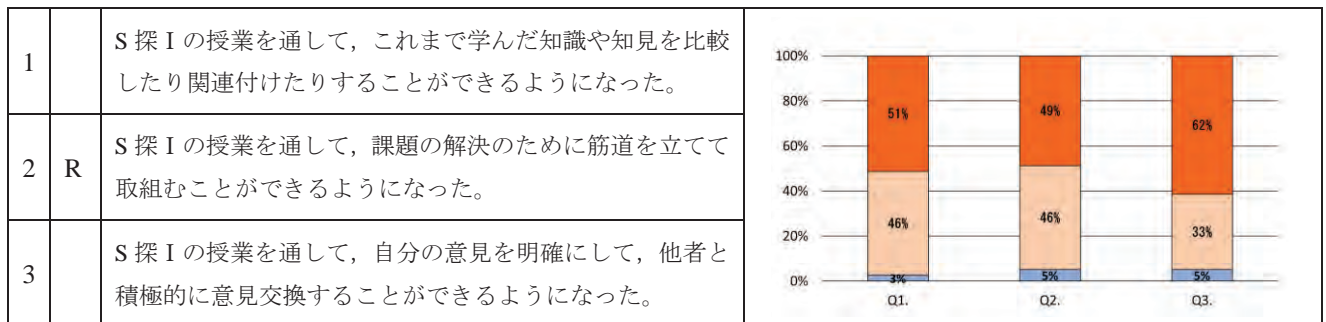 1
S 探 I の授業を通して，これまで学んだ知識や知見を比較
したり関連付けたりすることができるようになった。
2
R
S 探 I の授業を通して，課題の解決のために筋道を立てて
取組むことができるようになった。
3
S 探 I の授業を通して，自分の意見を明確にして，他者と
積極的に意見交換することができるようになった。
100%
80%
60%
40%
20%
0%
51%
46%
3%
49%
46%
5%
62%
33%
5%
Q1.
Q2.
Q3.